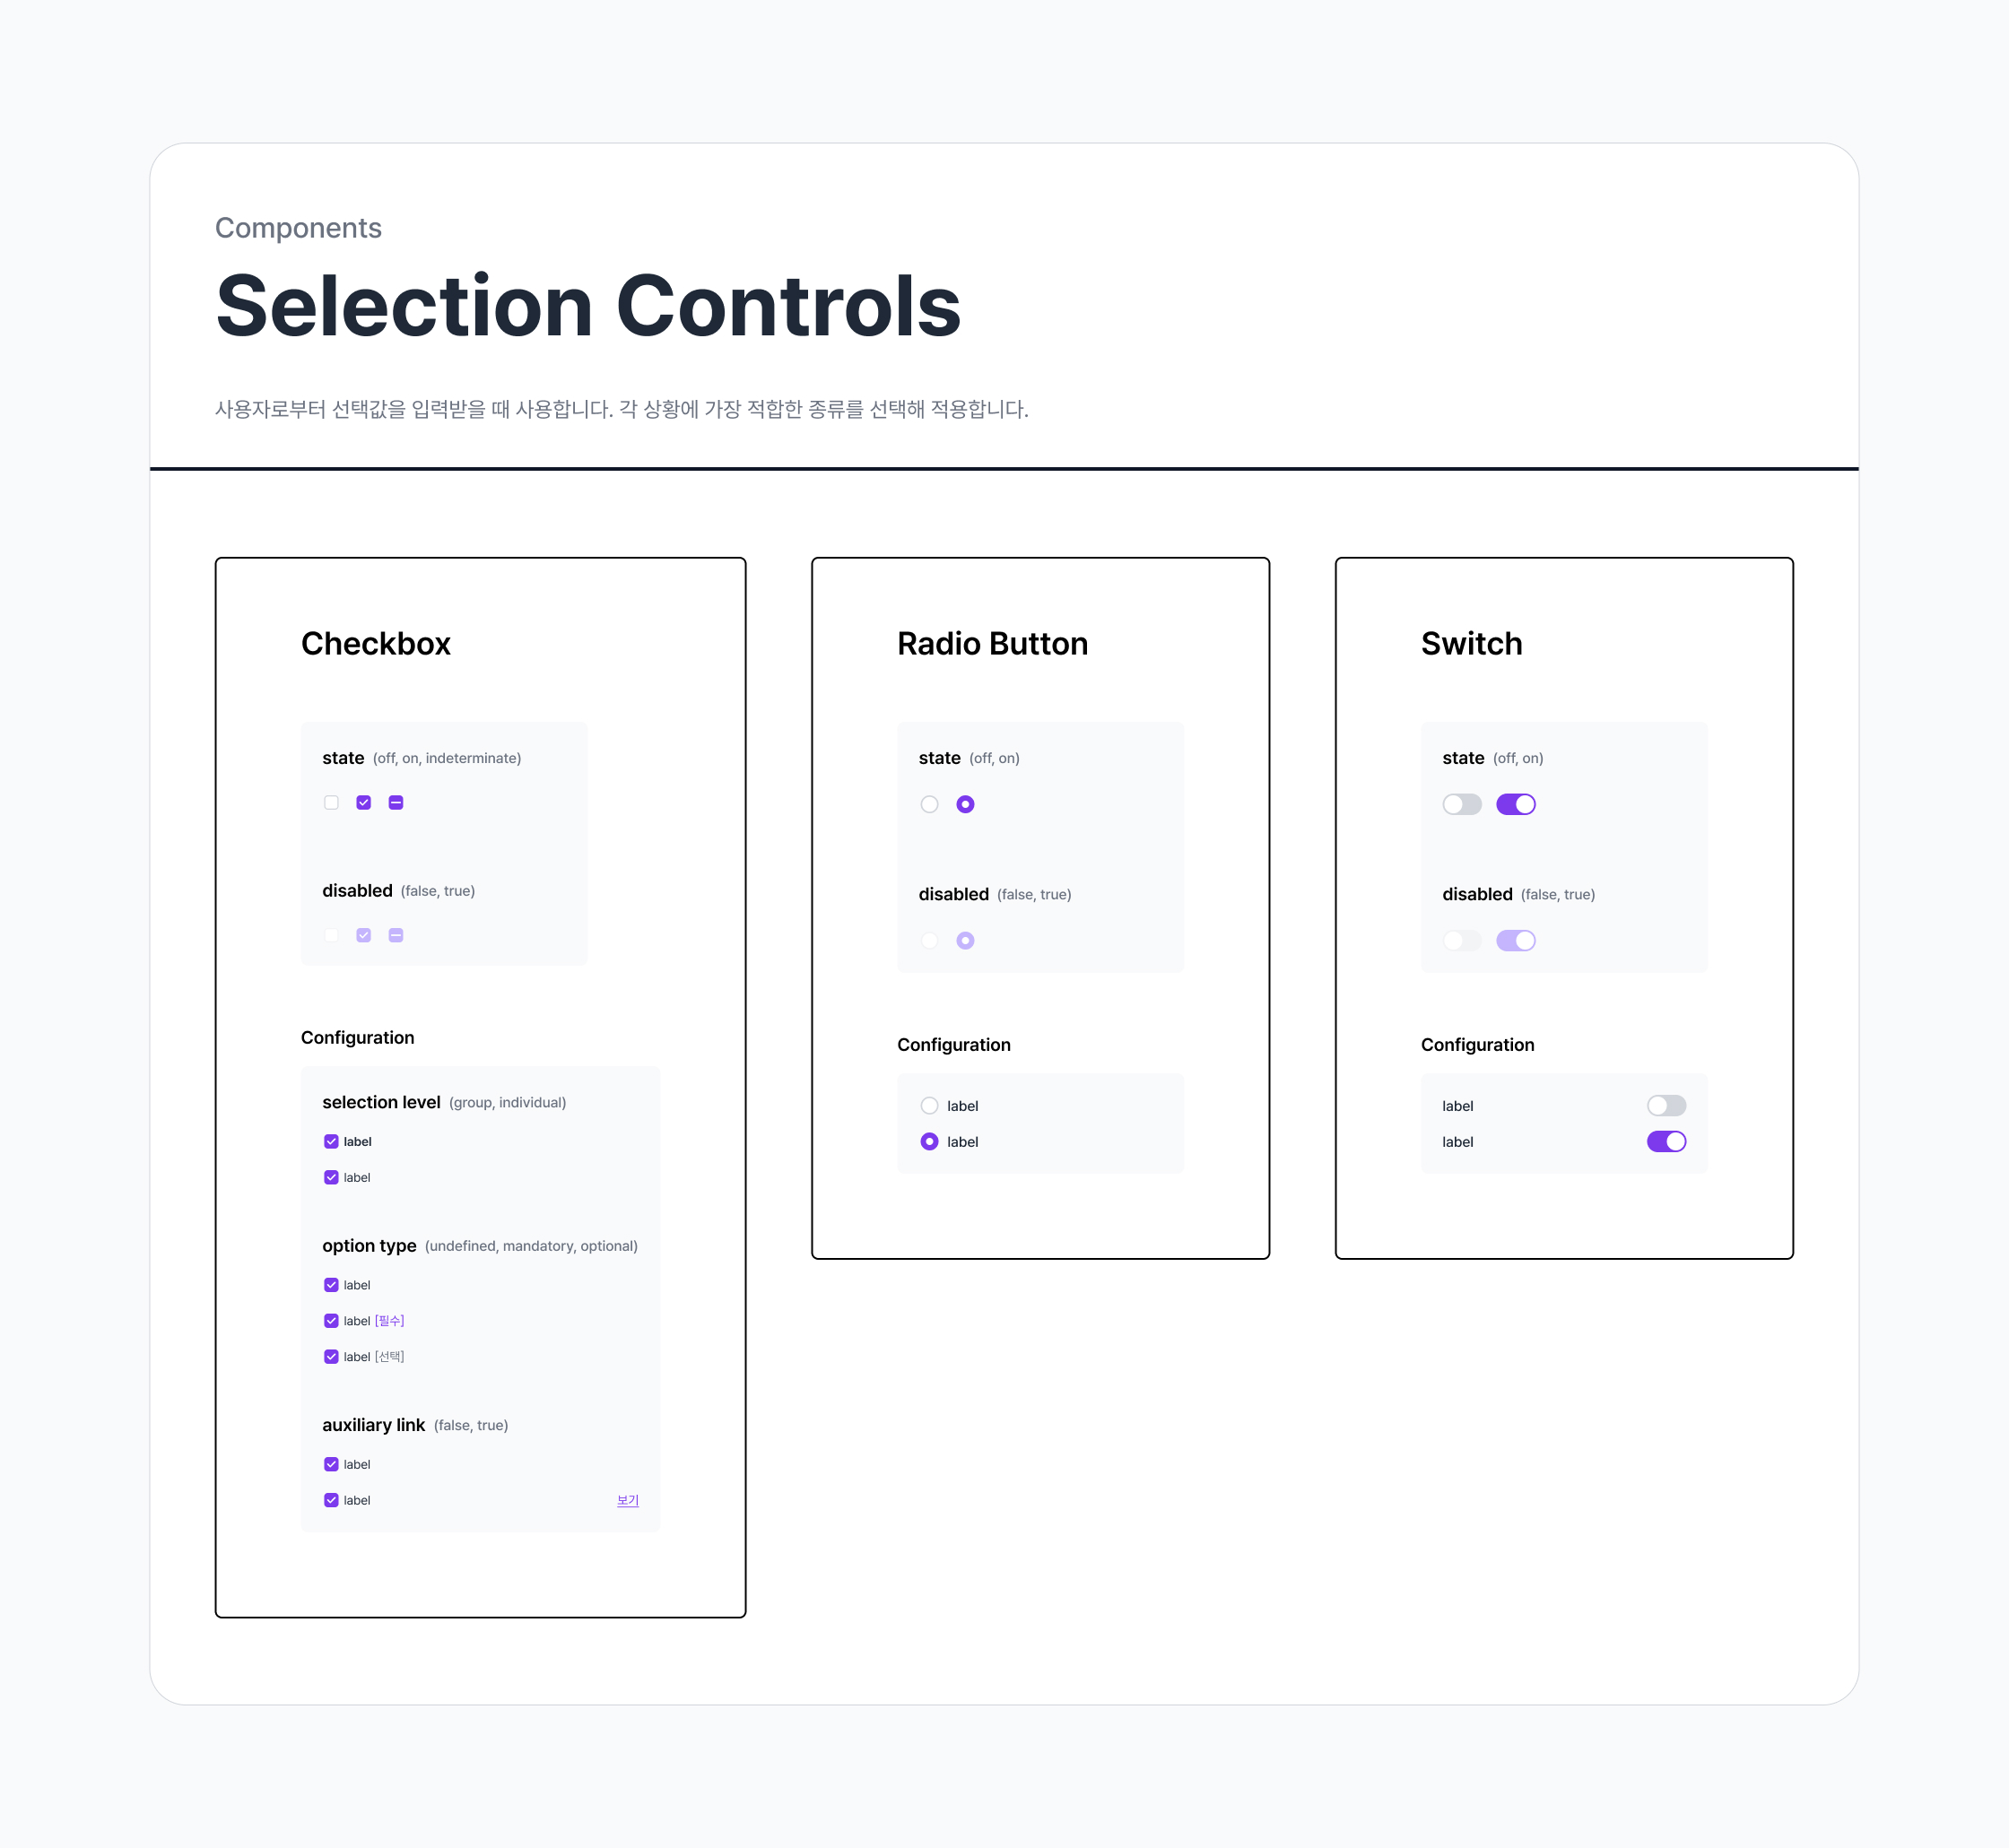 Components
Selection Controls
사용자로부터 선택값을 입력받을 때 사용합니다. 각 상황에 가장 적합한 종류를 선택해 적용합니다.
Checkbox
state (off, on, indeterminate)
disabled (false, true)
Configuration
selection level (group, individual)
label
label
option type (undefined, mandatory, optional)
label
label [필수]
label [선택]
auxiliary link (false, true)
label
label 보기
Radio Button
state (off, on)
disabled (false, true)
Configuration
label
label
Switch
state (off, on)
disabled (false, true)
Configuration
label
label